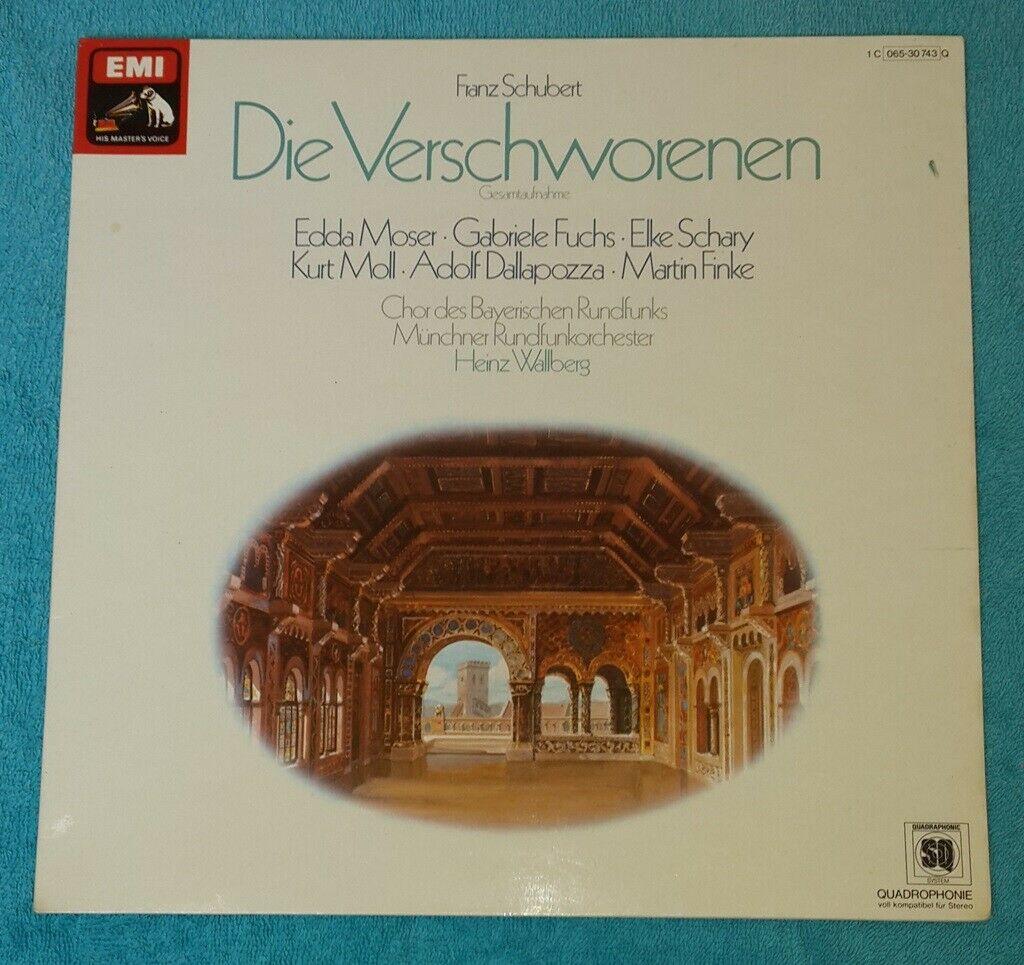 EMI
HIS MASTER'S VOICE
1 C 065-30 743 Q
Franz Schubert
Die Verschworenen
Gesamtaufnahme
Edda Moser · Gabriele Fuchs · Elke Schary
Kurt Moll · Adolf Dallapozza · Martin Finke
Chor des Bayerischen Rundfunks
Münchner Rundfunkorchester
Heinz Wallberg
QUADRAPHONIC
SQ
SYSTEM
QUADROPHONIE
voll kompatibel für Stereo